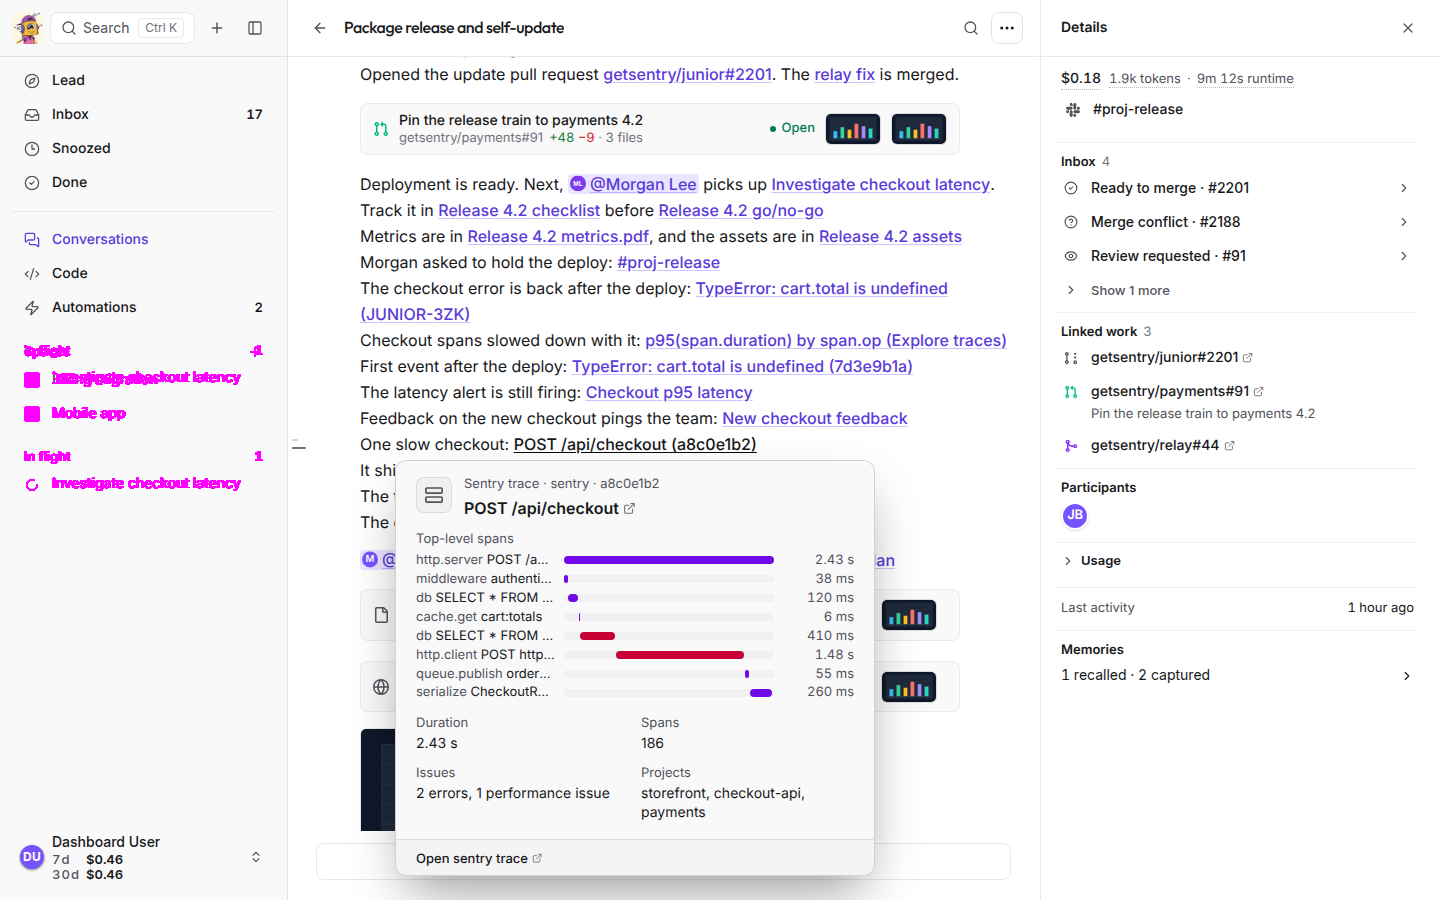 Search Ctrl K
Lead
Inbox 17
Snoozed
Done
Conversations
Code
Automations 2
Mobile app
In flight 1
Investigate checkout latency
DU
Dashboard User
7d $0.46
30d $0.46
Package release and self-update
Opened the update pull request getsentry/junior#2201. The relay fix is merged.
Pin the release train to payments 4.2
getsentry/payments#91 +48 −9 · 3 files
Open
Deployment is ready. Next, ML @Morgan Lee picks up Investigate checkout latency.
Track it in Release 4.2 checklist before Release 4.2 go/no-go
Metrics are in Release 4.2 metrics.pdf, and the assets are in Release 4.2 assets
Morgan asked to hold the deploy: #proj-release
The checkout error is back after the deploy: TypeError: cart.total is undefined
(JUNIOR-3ZK)
Checkout spans slowed down with it: p95(span.duration) by span.op (Explore traces)
First event after the deploy: TypeError: cart.total is undefined (7d3e9b1a)
The latency alert is still firing: Checkout p95 latency
Feedback on the new checkout pings the team: New checkout feedback
One slow checkout: POST /api/checkout (a8c0e1b2)
It shi
The
The
M @
lan
Sentry trace · sentry · a8c0e1b2
POST /api/checkout
Top-level spans
http.server POST /a... 2.43 s
middleware authenti... 38 ms
db SELECT * FROM ... 120 ms
cache.get cart:totals 6 ms
db SELECT * FROM ... 410 ms
http.client POST http... 1.48 s
queue.publish order... 55 ms
serialize CheckoutR... 260 ms
Duration
2.43 s
Spans
186
Issues
2 errors, 1 performance issue
Projects
storefront, checkout-api,
payments
Open sentry trace
Details
$0.18 1.9k tokens · 9m 12s runtime
#proj-release
Inbox 4
Ready to merge · #2201
Merge conflict · #2188
Review requested · #91
Show 1 more
Linked work 3
getsentry/junior#2201
getsentry/payments#91
Pin the release train to payments 4.2
getsentry/relay#44
Participants
JB
Usage
Last activity 1 hour ago
Memories
1 recalled · 2 captured